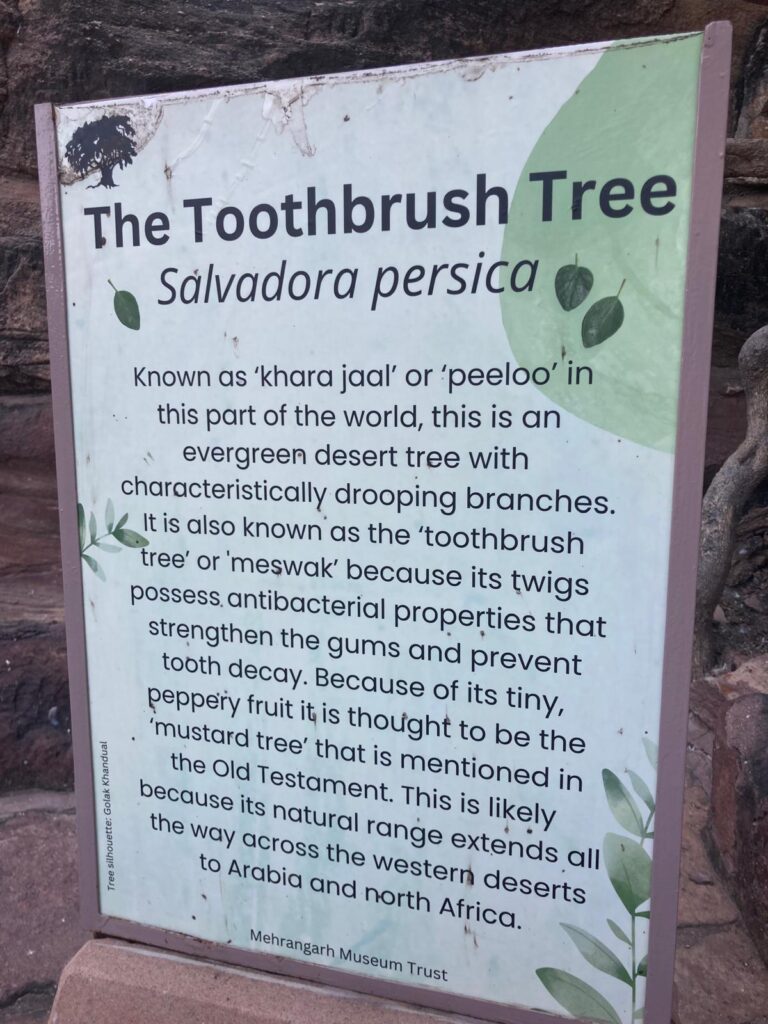 The Toothbrush Tree
Salvadora persica
Known as ‘khara jaal’ or ‘peeloo’ in
this part of the world, this is an
evergreen desert tree with
characteristically drooping branches.
It is also known as the ‘toothbrush
tree’ or 'meswak’ because its twigs
possess antibacterial properties that
strengthen the gums and prevent
tooth decay. Because of its tiny,
peppery fruit it is thought to be the
‘mustard tree’ that is mentioned in
the Old Testament. This is likely
because its natural range extends all
the way across the western deserts
to Arabia and north Africa.
Tree silhouette: Golak Khandual
Mehrangarh Museum Trust